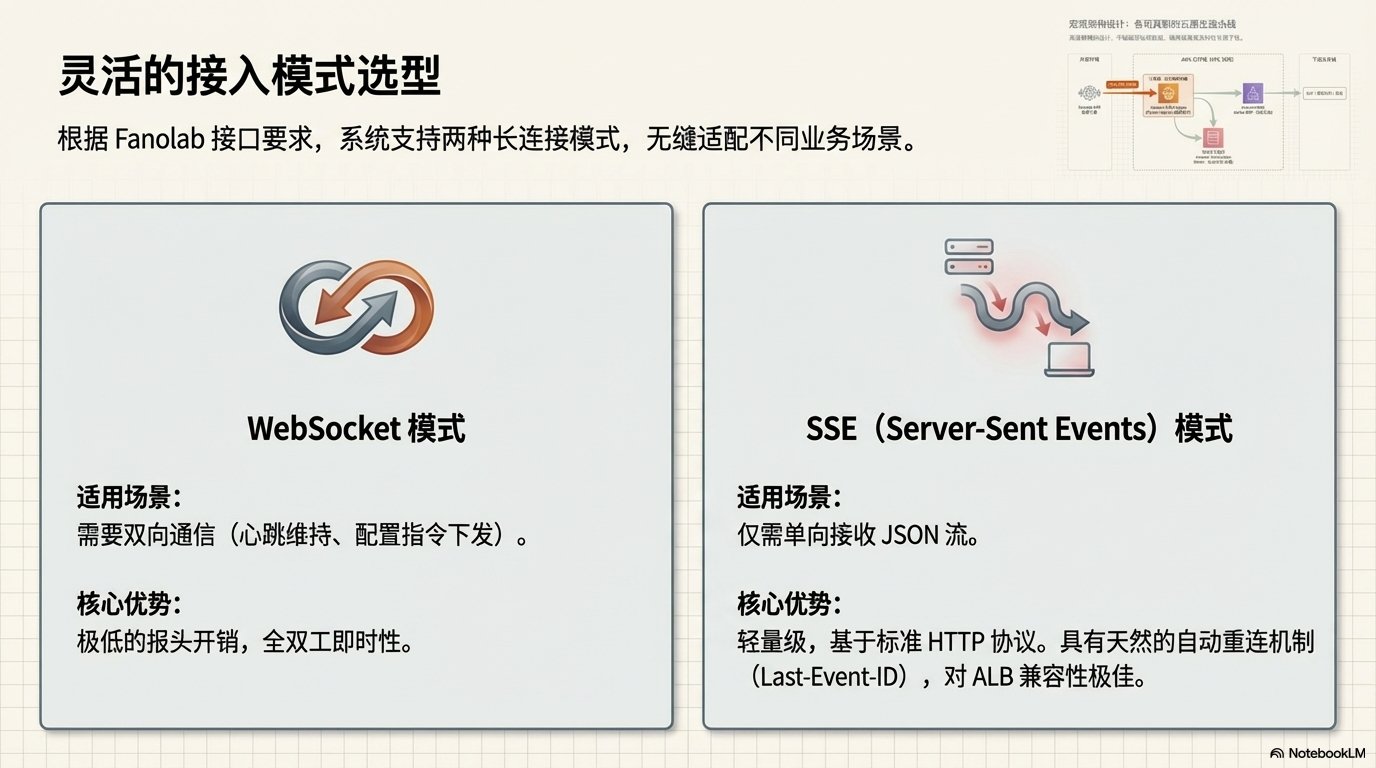 灵活的接入模式选型
根据 Fanolab 接口要求，系统支持两种长连接模式，无缝适配不同业务场景。
WebSocket 模式
适用场景：
需要双向通信（心跳维持、配置指令下发）。
核心优势：
极低的报头开销，全双工即时性。
SSE（Server-Sent Events）模式
适用场景：
仅需单向接收 JSON 流。
核心优势：
轻量级，基于标准 HTTP 协议。具有天然的自动重连机制
（Last-Event-ID），对 ALB 兼容性极佳。
NotebookLM